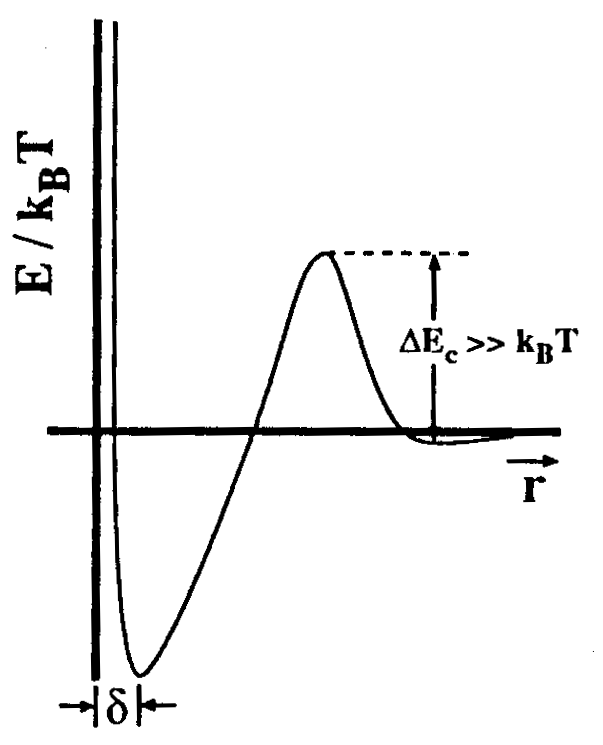 E / k_B T
ΔE_c >> k_B T
r
δ